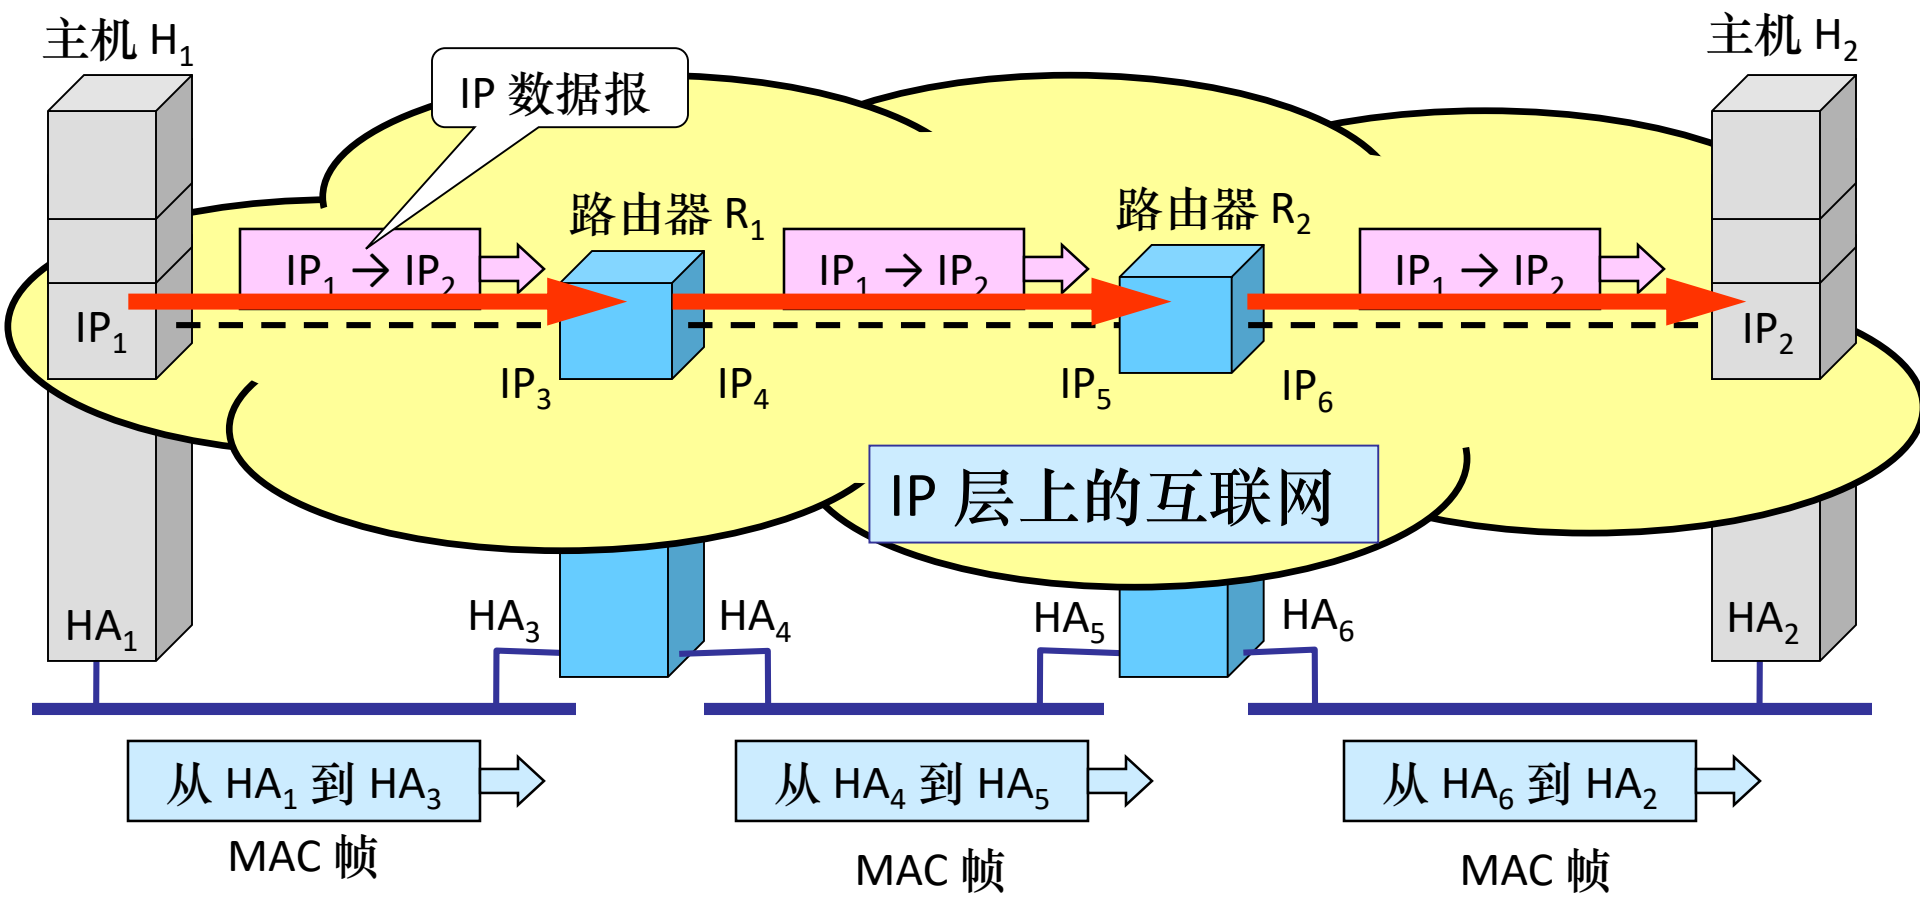 主机 H1
主机 H2
IP 数据报
路由器 R1
路由器 R2
IP1 → IP2
IP1 → IP2
IP1 → IP2
IP1
IP2
IP3
IP4
IP5
IP6
IP 层上的互联网
HA1
HA3
HA4
HA5
HA6
HA2
从 HA1 到 HA3
从 HA4 到 HA5
从 HA6 到 HA2
MAC 帧
MAC 帧
MAC 帧